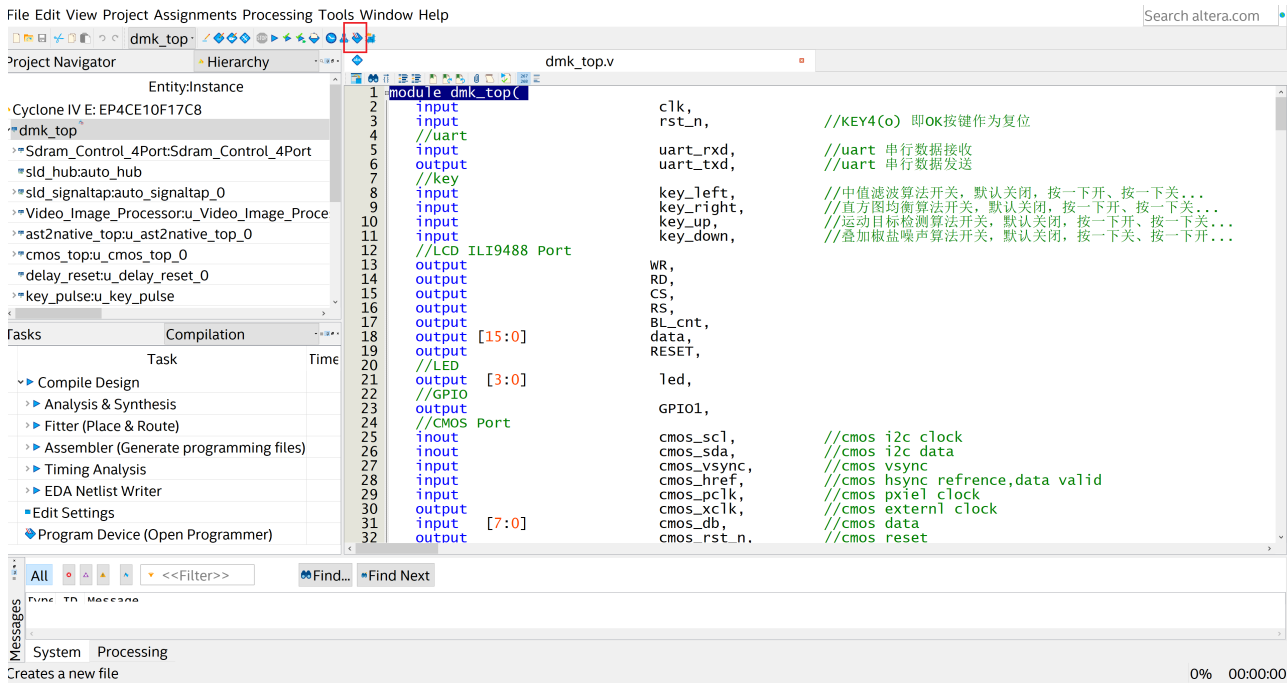 File Edit View Project Assignments Processing Tools Window Help
Search altera.com
dmk_top
Project Navigator
Hierarchy
Entity:Instance
Cyclone IV E: EP4CE10F17C8
dmk_top
Sdram_Control_4Port:Sdram_Control_4Port
sld_hub:auto_hub
sld_signaltap:auto_signaltap_0
Video_Image_Processor:u_Video_Image_Proce
ast2native_top:u_ast2native_top_0
cmos_top:u_cmos_top_0
delay_reset:u_delay_reset_0
key_pulse:u_key_pulse
Tasks
Compilation
Task Time
Compile Design
Analysis & Synthesis
Fitter (Place & Route)
Assembler (Generate programming files)
Timing Analysis
EDA Netlist Writer
Edit Settings
Program Device (Open Programmer)
dmk_top.v
1 module dmk_top(
2 input clk,
3 input rst_n, //KEY4(o) 即OK按键作为复位
4 //uart
5 input uart_rxd, //uart 串行数据接收
6 output uart_txd, //uart 串行数据发送
7 //key
8 input key_left, //中值滤波算法开关，默认关闭，按一下开、按一下关...
9 input key_right, //直方图均衡算法开关，默认关闭，按一下开、按一下关...
10 input key_up, //运动目标检测算法开关，默认关闭，按一下开、按一下关...
11 input key_down, //叠加椒盐噪声算法开关，默认关闭，按一下关、按一下开...
12 //LCD ILI9488 Port
13 output WR,
14 output RD,
15 output CS,
16 output RS,
17 output BL_cnt,
18 output [15:0] data,
19 output RESET,
20 //LED
21 output [3:0] led,
22 //GPIO
23 output GPIO1,
24 //CMOS Port
25 inout cmos_scl, //cmos i2c clock
26 inout cmos_sda, //cmos i2c data
27 input cmos_vsync, //cmos vsync
28 input cmos_href, //cmos hsync refrence,data valid
29 input cmos_pclk, //cmos pxiel clock
30 output cmos_xclk, //cmos externl clock
31 input [7:0] cmos_db, //cmos data
32 output cmos_rst_n, //cmos reset
All <<Filter>> Find... Find Next
Type ID Message
Messages
System Processing
Creates a new file
0% 00:00:00